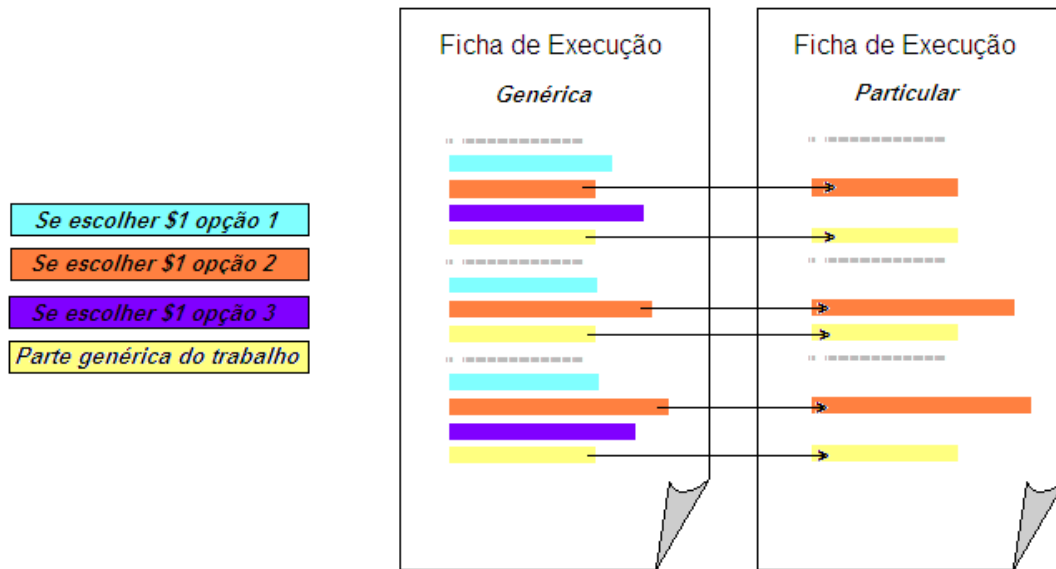 Ficha de Execução
Genérica
Ficha de Execução
Particular
Se escolher $1 opção 1
Se escolher $1 opção 2
Se escolher $1 opção 3
Parte genérica do trabalho